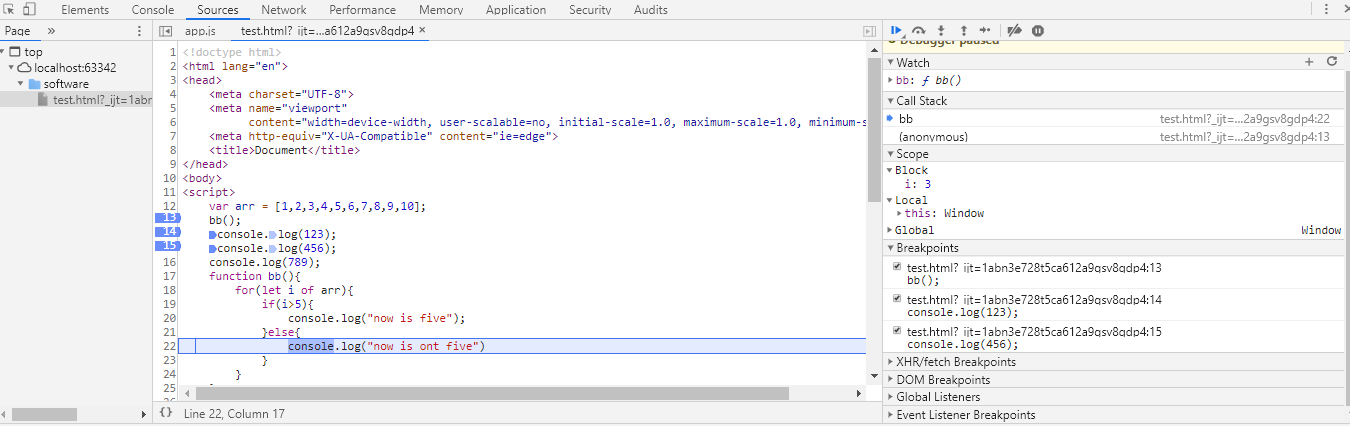 Elements Console Sources Network Performance Memory Application Security Audits
Page »
app.js test.html?_ijt=…a612a9gsv8gdp4 ×
top
localhost:63342
software
test.html?_ijt=1abn
1 <!doctype html>
2 <html lang="en">
3 <head>
4 <meta charset="UTF-8">
5 <meta name="viewport"
6 content="width=device-width, user-scalable=no, initial-scale=1.0, maximum-scale=1.0, minimum-s
7 <meta http-equiv="X-UA-Compatible" content="ie=edge">
8 <title>Document</title>
9 </head>
10 <body>
11 <script>
12 var arr = [1,2,3,4,5,6,7,8,9,10];
13 bb();
14 console.log(123);
15 console.log(456);
16 console.log(789);
17 function bb(){
18 for(let i of arr){
19 if(i>5){
20 console.log("now is five");
21 }else{
22 console.log("now is ont five")
23 }
24 }
25
{} Line 22, Column 17
Debugger paused
Watch
bb: ƒ bb()
Call Stack
bb test.html?_ijt=…2a9gsv8gdp4:22
(anonymous) test.html?_ijt=…2a9gsv8gdp4:13
Scope
Block
i: 3
Local
this: Window
Global Window
Breakpoints
test.html?_ijt=1abn3e728t5ca612a9gsv8gdp4:13
bb();
test.html?_ijt=1abn3e728t5ca612a9gsv8gdp4:14
console.log(123);
test.html?_ijt=1abn3e728t5ca612a9gsv8gdp4:15
console.log(456);
XHR/fetch Breakpoints
DOM Breakpoints
Global Listeners
Event Listener Breakpoints